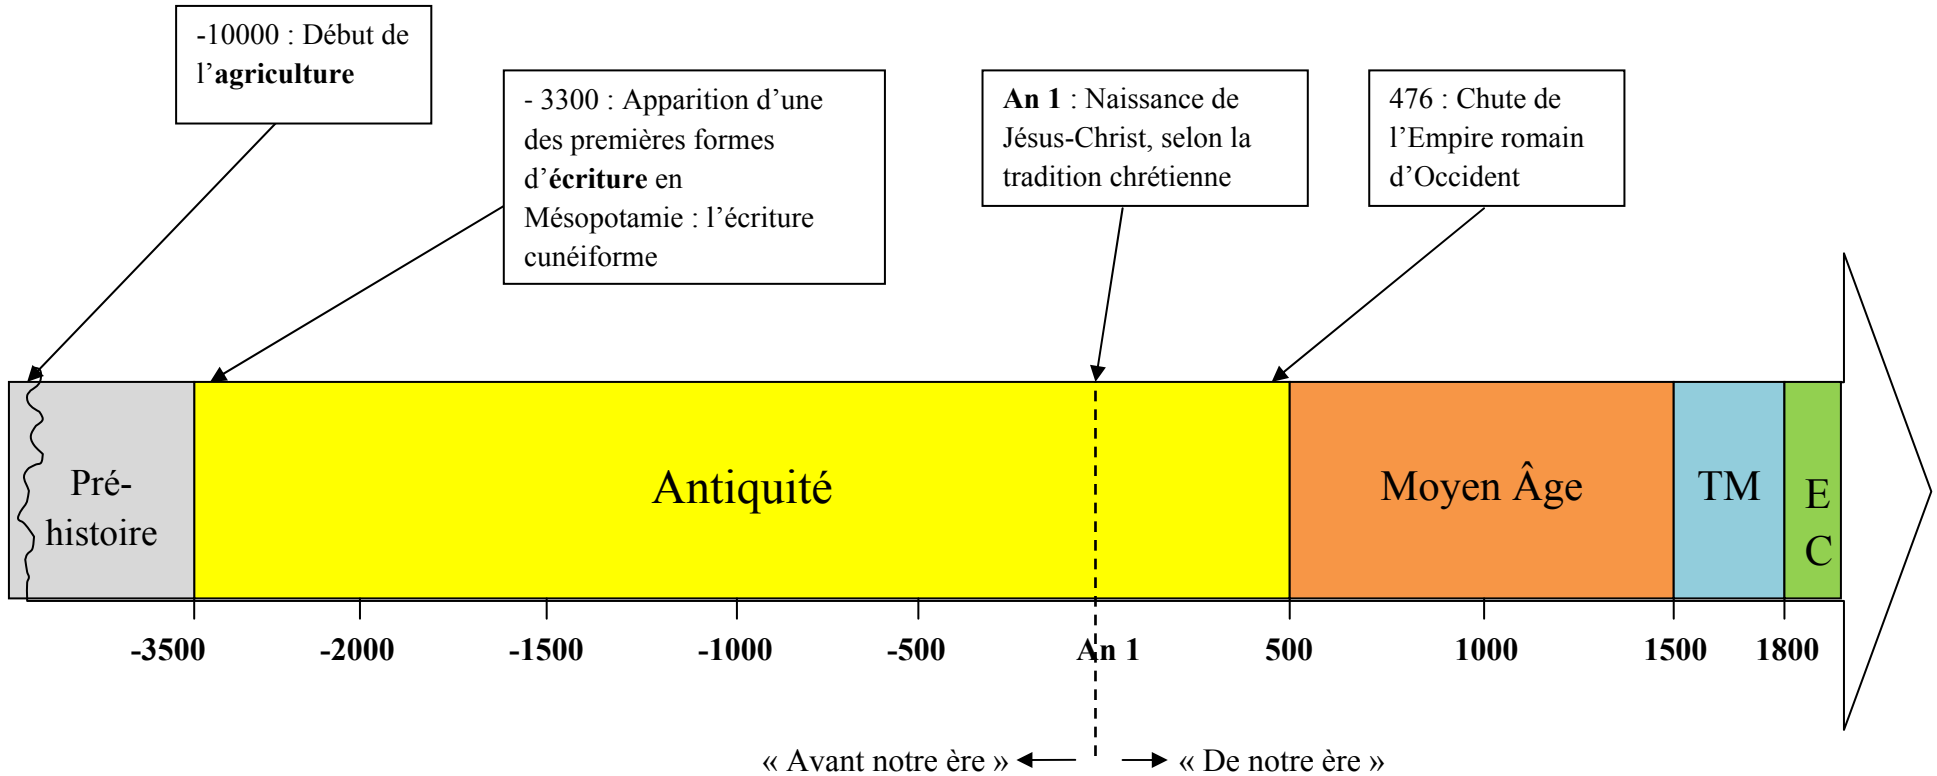 -10000 : Début de
l’agriculture
- 3300 : Apparition d’une
des premières formes
d’écriture en
Mésopotamie : l’écriture
cunéiforme
An 1 : Naissance de
Jésus-Christ, selon la
tradition chrétienne
476 : Chute de
l’Empire romain
d’Occident
Pré-
histoire
Antiquité
Moyen Âge
TM
E
C
-3500 -2000 -1500 -1000 -500 An 1 500 1000 1500 1800
« Avant notre ère » « De notre ère »